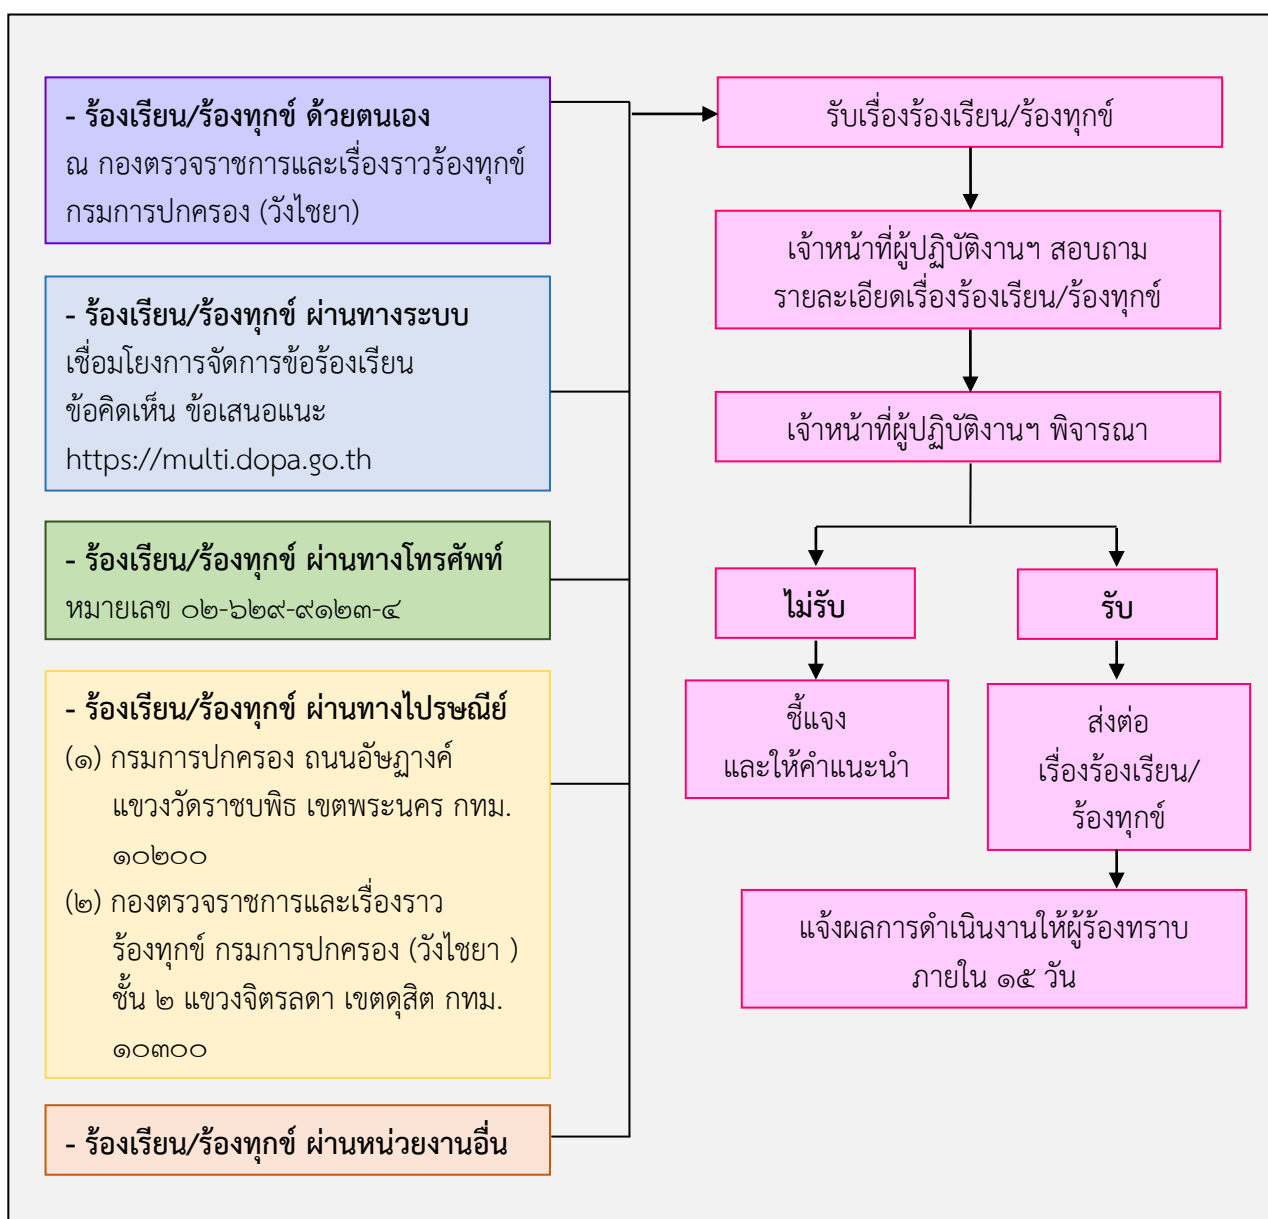 - ร้องเรียน/ร้องทุกข์ ด้วยตนเอง
ณ กองตรวจราชการและเรื่องราวร้องทุกข์
กรมการปกครอง (วังไชยา)
- ร้องเรียน/ร้องทุกข์ ผ่านทางระบบ
เชื่อมโยงการจัดการข้อร้องเรียน
ข้อคิดเห็น ข้อเสนอแนะ
https://multi.dopa.go.th
- ร้องเรียน/ร้องทุกข์ ผ่านทางโทรศัพท์
หมายเลข ๐๒-๖๒๙-๙๑๒๓-๔
- ร้องเรียน/ร้องทุกข์ ผ่านทางไปรษณีย์
(๑) กรมการปกครอง ถนนอัษฎางค์
แขวงวัดราชบพิธ เขตพระนคร กทม.
๑๐๒๐๐
(๒) กองตรวจราชการและเรื่องราว
ร้องทุกข์ กรมการปกครอง (วังไชยา )
ชั้น ๒ แขวงจิตรลดา เขตดุสิต กทม.
๑๐๓๐๐
- ร้องเรียน/ร้องทุกข์ ผ่านหน่วยงานอื่น
รับเรื่องร้องเรียน/ร้องทุกข์
เจ้าหน้าที่ผู้ปฏิบัติงานฯ สอบถาม
รายละเอียดเรื่องร้องเรียน/ร้องทุกข์
เจ้าหน้าที่ผู้ปฏิบัติงานฯ พิจารณา
ไม่รับ
รับ
ชี้แจง
และให้คำแนะนำ
ส่งต่อ
เรื่องร้องเรียน/
ร้องทุกข์
แจ้งผลการดำเนินงานให้ผู้ร้องทราบ
ภายใน ๑๕ วัน